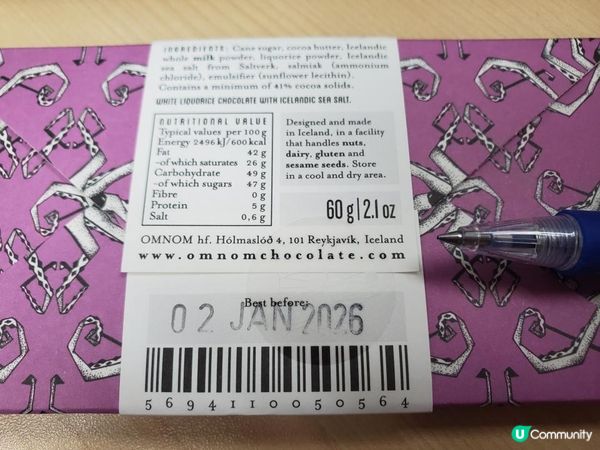 INGREDIENTS: Cane sugar, cocoa butter, Icelandic
whole milk powder, liquorice powder, Icelandic
sea salt from Saltverk, salmiak (ammonium
chloride), emulsifier (sunflower lecithin).
Contains a minimum of 41% cocoa solids.
WHITE LIQUORICE CHOCOLATE WITH ICELANDIC SEA SALT.
NUTRITIONAL VALUE
Typical values per 100 g
Energy 2496 kJ/600 kcal
Fat 42 g
-of which saturates 26 g
Carbohydrate 49 g
-of which sugars 47 g
Fibre 0 g
Protein 5 g
Salt 0,6 g
Designed and made
in Iceland, in a facility
that handles nuts,
dairy, gluten and
sesame seeds. Store
in a cool and dry area.
60 g | 2.1 oz
OMNOM hf. Hólmaslóð 4, 101 Reykjavík, Iceland
www.omnomchocolate.com
Best before:
02 JAN 2026
5 694110 050564
U Community